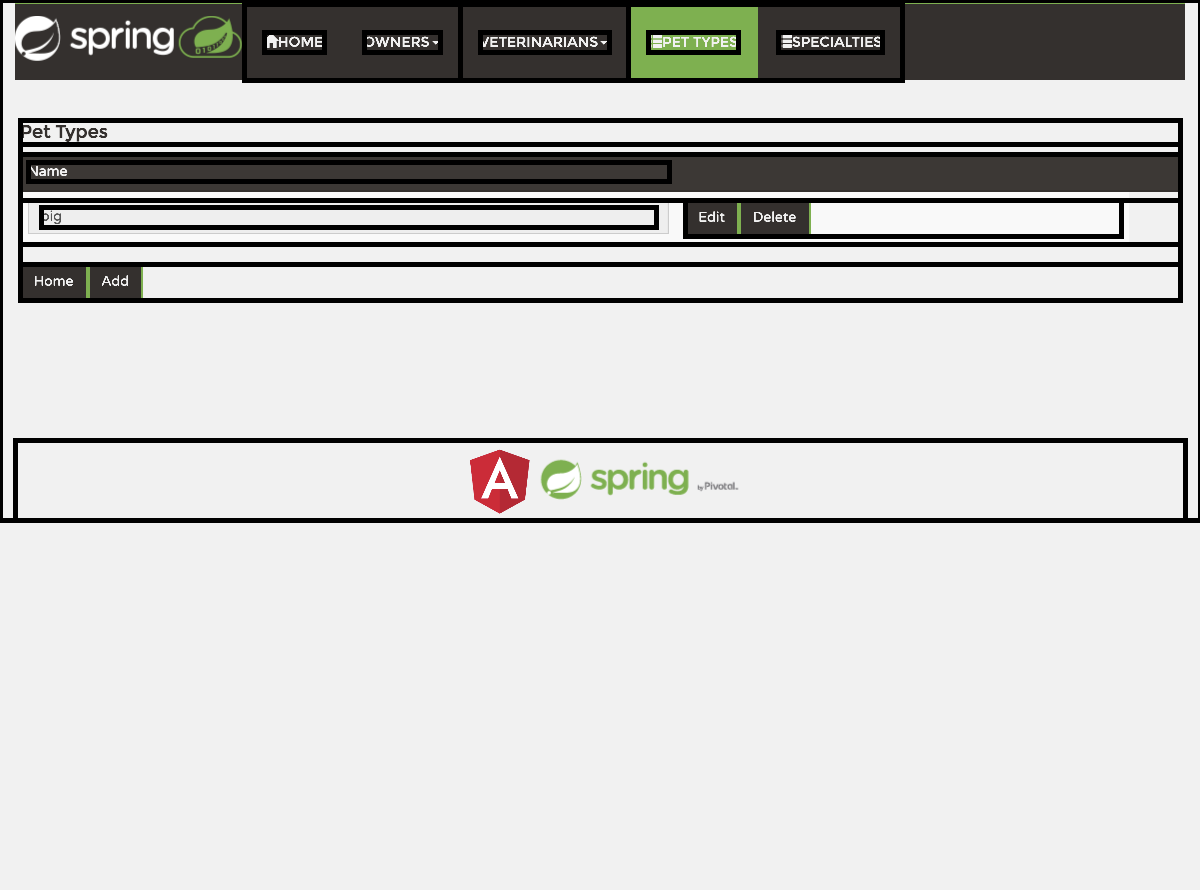 spring
HOME OWNERS VETERINARIANS PET TYPES SPECIALTIES
Pet Types
Name
pig
Edit Delete
Home Add
spring by Pivotal.